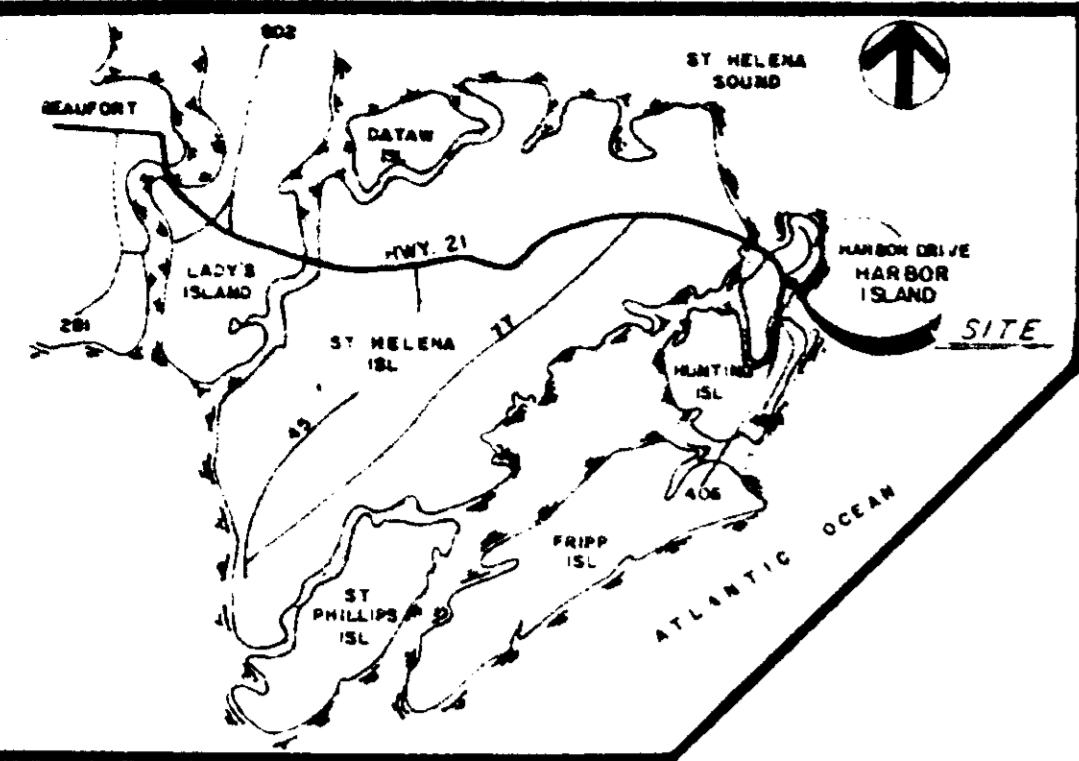 802
ST HELENA
SOUND
BEAUFORT
DATAW
ISL
HWY. 21
HARBOR DRIVE
HARBOR
ISLAND
LADY'S
ISLAND
281
ST HELENA
ISL
77
SITE
HUNTING
ISL
45
406
FRIPP
ISL
ATLANTIC OCEAN
ST
PHILLIPS
ISL